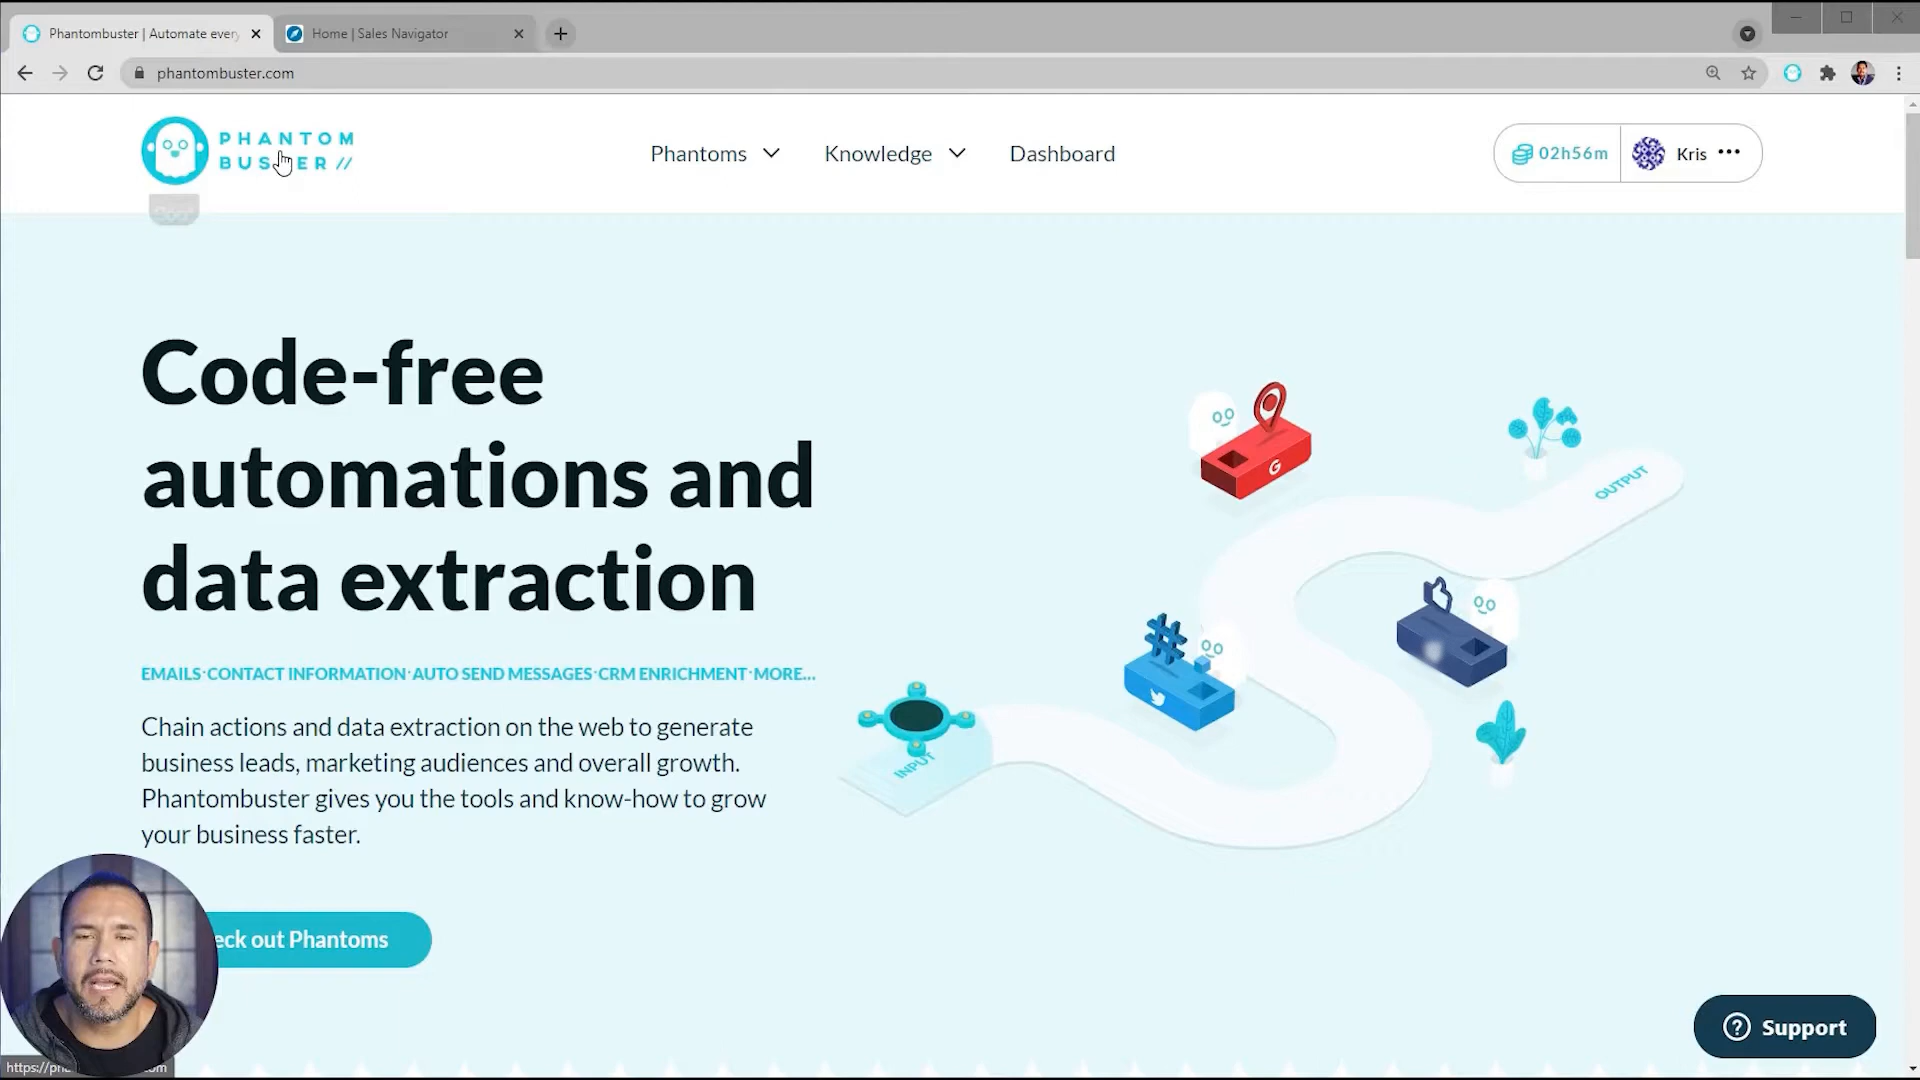 Phantombuster | Automate every
Home | Sales Navigator
phantombuster.com
PHANTOM
BUSTER //
Phantoms
Knowledge
Dashboard
02h56m
Kris
Code-free
automations and
data extraction
EMAILS·CONTACT INFORMATION·AUTO SEND MESSAGES·CRM ENRICHMENT·MORE...
Chain actions and data extraction on the web to generate
business leads, marketing audiences and overall growth.
Phantombuster gives you the tools and know-how to grow
your business faster.
OUTPUT
INPUT
G
eck out Phantoms
Support